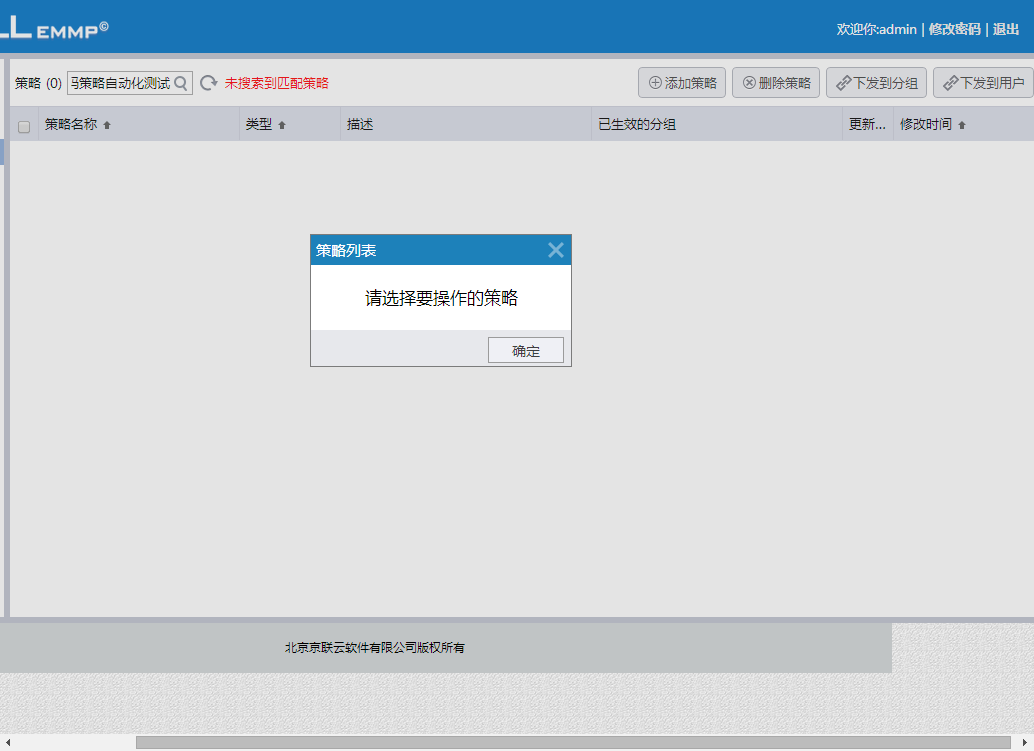 EMMP©
欢迎你:admin | 修改密码 | 退出
策略 (0) 策略自动化测试 未搜索到匹配策略 添加策略 删除策略 下发到分组 下发到用户
策略名称 类型 描述 已生效的分组 更新... 修改时间
策略列表
请选择要操作的策略
确定
北京京联云软件有限公司版权所有